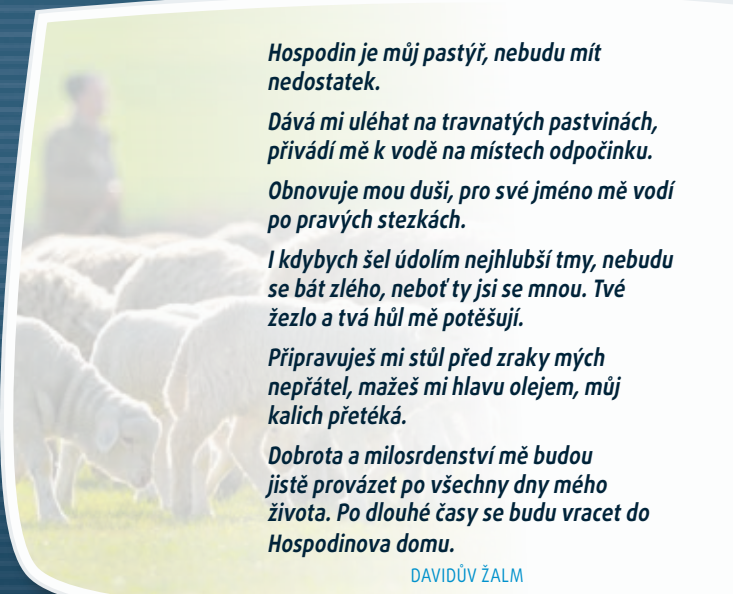 Hospodin je můj pastýř, nebudu mít
nedostatek.
Dává mi uléhat na travnatých pastvinách,
přivádí mě k vodě na místech odpočinku.
Obnovuje mou duši, pro své jméno mě vodí
po pravých stezkách.
I kdybych šel údolím nejhlubší tmy, nebudu
se bát zlého, neboť ty jsi se mnou. Tvé
žezlo a tvá hůl mě potěšují.
Připravuješ mi stůl před zraky mých
nepřátel, mažeš mi hlavu olejem, můj
kalich přetéká.
Dobrota a milosrdenství mě budou
jistě provázet po všechny dny mého
života. Po dlouhé časy se budu vracet do
Hospodinova domu.
DAVIDŮV ŽALM